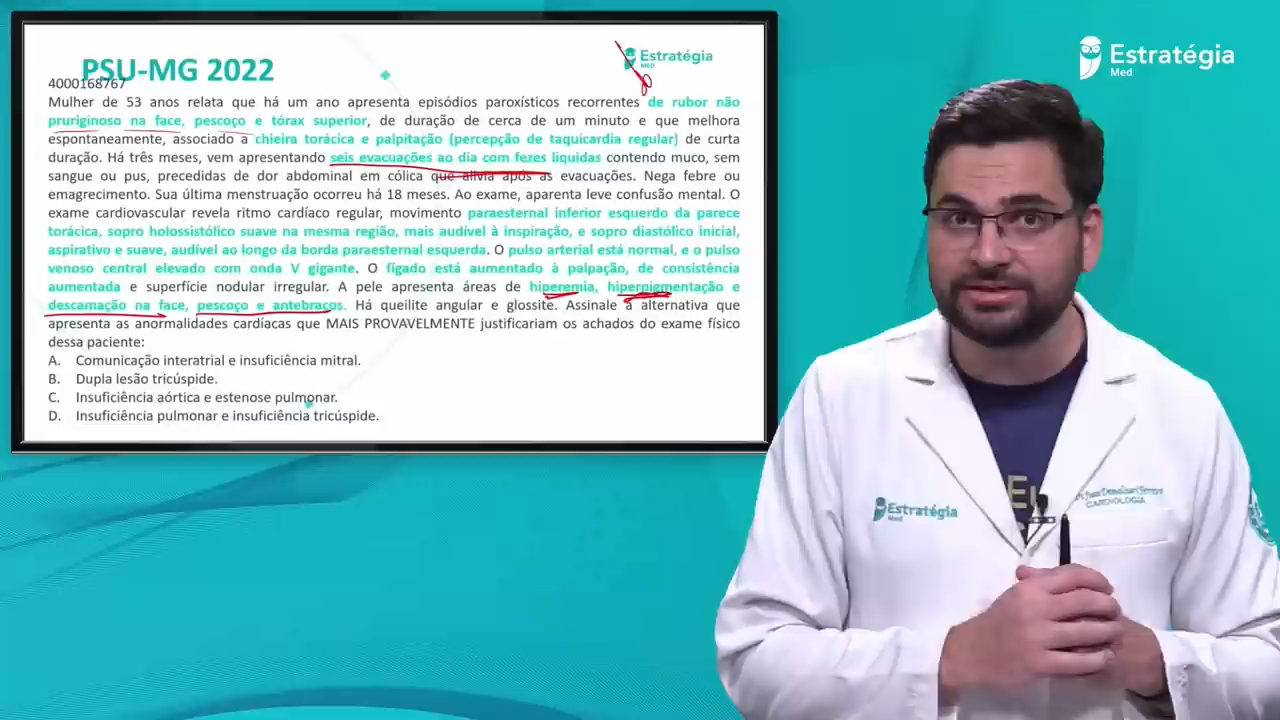 PSU-MG 2022
Estratégia
MED
4000168767
Mulher de 53 anos relata que há um ano apresenta episódios paroxísticos recorrentes de rubor não
pruriginoso na face, pescoço e tórax superior, de duração de cerca de um minuto e que melhora
espontaneamente, associado a chieira torácica e palpitação (percepção de taquicardia regular) de curta
duração. Há três meses, vem apresentando seis evacuações ao dia com fezes liquidas contendo muco, sem
sangue ou pus, precedidas de dor abdominal em cólica que alivia após as evacuações. Nega febre ou
emagrecimento. Sua última menstruação ocorreu há 18 meses. Ao exame, aparenta leve confusão mental. O
exame cardiovascular revela ritmo cardíaco regular, movimento paraesternal inferior esquerdo da parece
torácica, sopro holossistólico suave na mesma região, mais audível à inspiração, e sopro diastólico inicial,
aspirativo e suave, audível ao longo da borda paraesternal esquerda. O pulso arterial está normal, e o pulso
venoso central elevado com onda V gigante. O fígado está aumentado à palpação, de consistência
aumentada e superfície nodular irregular. A pele apresenta áreas de hiperemia, hiperpigmentação e
descamação na face, pescoço e antebraços. Há queilite angular e glossite. Assinale a alternativa que
apresenta as anormalidades cardíacas que MAIS PROVAVELMENTE justificariam os achados do exame físico
dessa paciente:
A. Comunicação interatrial e insuficiência mitral.
B. Dupla lesão tricúspide.
C. Insuficiência aórtica e estenose pulmonar.
D. Insuficiência pulmonar e insuficiência tricúspide.
Estratégia
Med
Estratégia
Med
Eu
CARDIOLOGIA